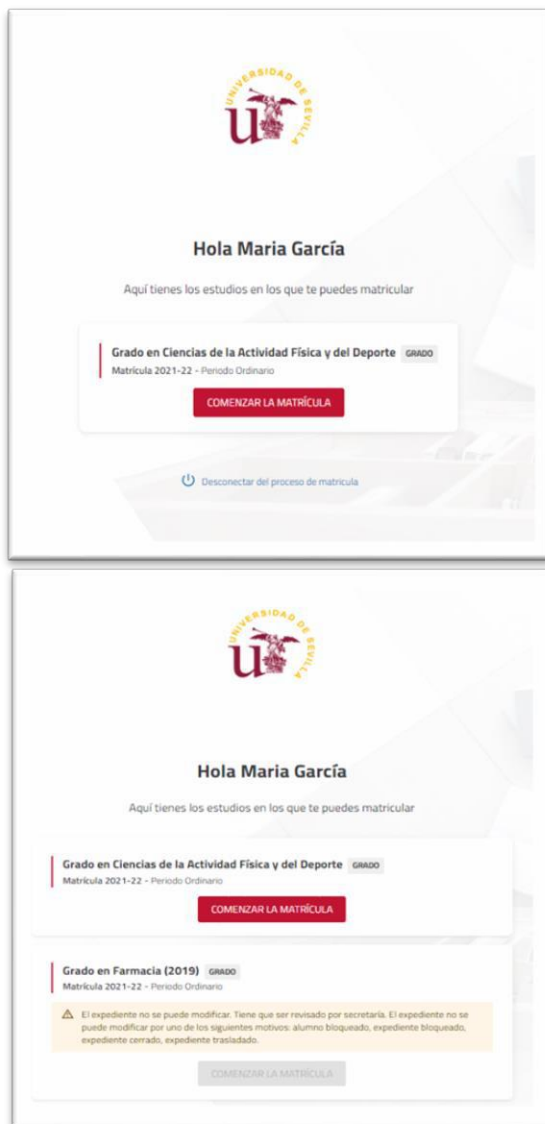 UNIVERSIDAD DE SEVILLA
Hola Maria García
Aquí tienes los estudios en los que te puedes matricular
Grado en Ciencias de la Actividad Física y del Deporte GRADO
Matrícula 2021-22 - Periodo Ordinario
COMENZAR LA MATRÍCULA
Desconectar del proceso de matricula
UNIVERSIDAD DE SEVILLA
Hola Maria García
Aquí tienes los estudios en los que te puedes matricular
Grado en Ciencias de la Actividad Física y del Deporte GRADO
Matrícula 2021-22 - Periodo Ordinario
COMENZAR LA MATRÍCULA
Grado en Farmacia (2019) GRADO
Matrícula 2021-22 - Periodo Ordinario
El expediente no se puede modificar. Tiene que ser revisado por secretaría. El expediente no se
puede modificar por uno de los siguientes motivos: alumno bloqueado, expediente bloqueado,
expediente cerrado, expediente trasladado.
COMENZAR LA MATRÍCULA